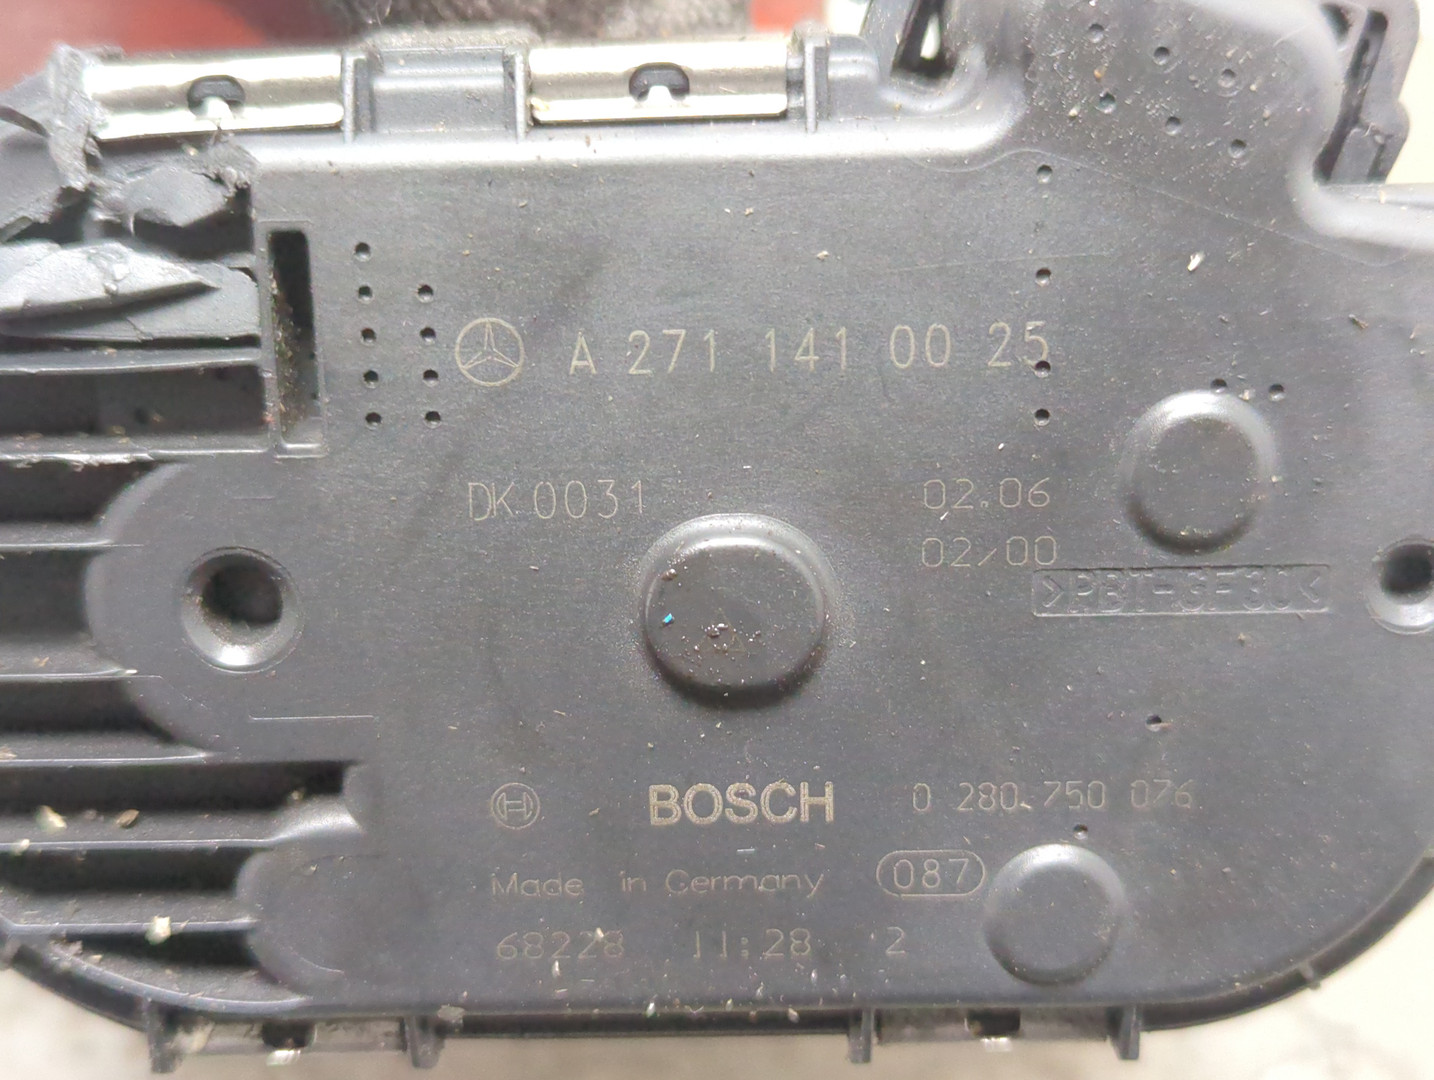 A 271 141 00 25
DK 0031 02.06
02/00
>PBT-GF30<
BOSCH 0 280 750 076
Made in Germany 087
68228 11:28 2